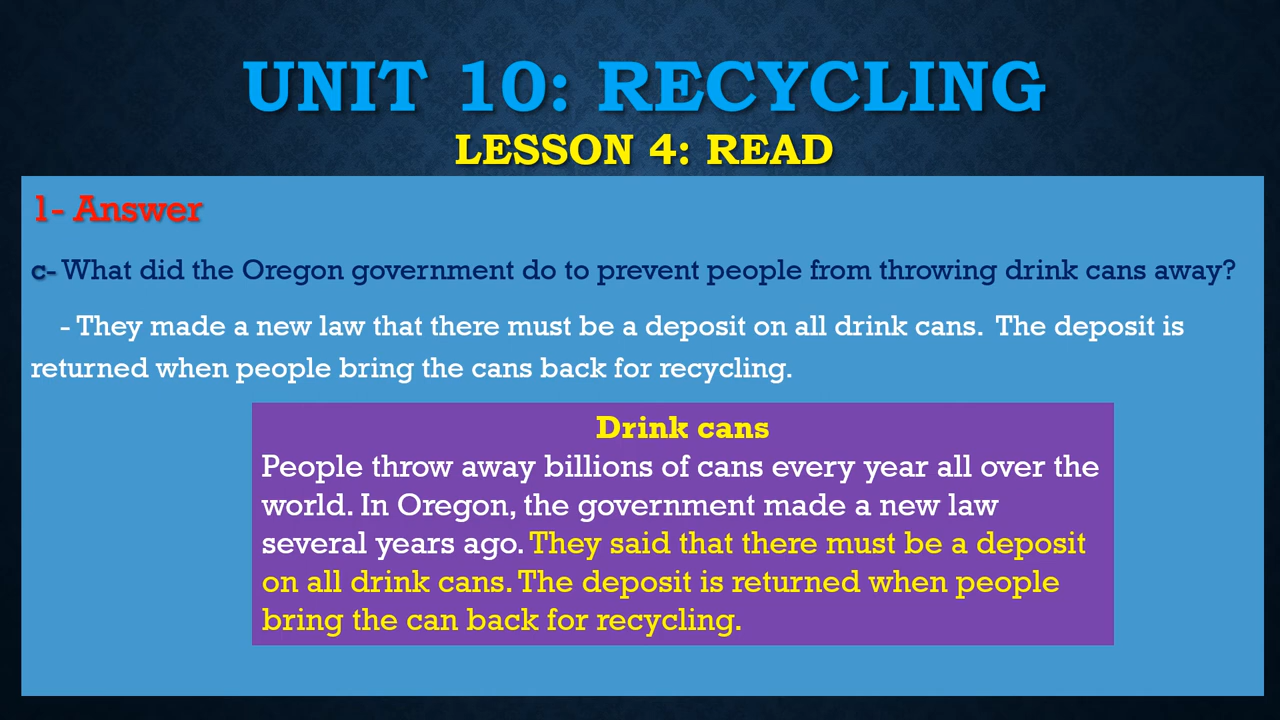 UNIT 10: RECYCLING
LESSON 4: READ
1- Answer
c- What did the Oregon government do to prevent people from throwing drink cans away?
- They made a new law that there must be a deposit on all drink cans.  The deposit is
returned when people bring the cans back for recycling.
Drink cans
People throw away billions of cans every year all over the
world. In Oregon, the government made a new law
several years ago. They said that there must be a deposit
on all drink cans. The deposit is returned when people
bring the can back for recycling.